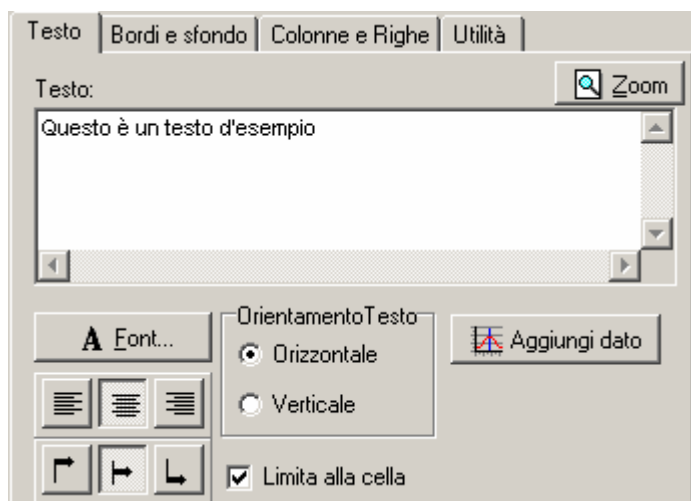 Testo Bordi e sfondo Colonne e Righe Utilità
Testo: Zoom
Questo è un testo d'esempio
A Font... OrientamentoTesto Aggiungi dato
Orizzontale
Verticale
Limita alla cella